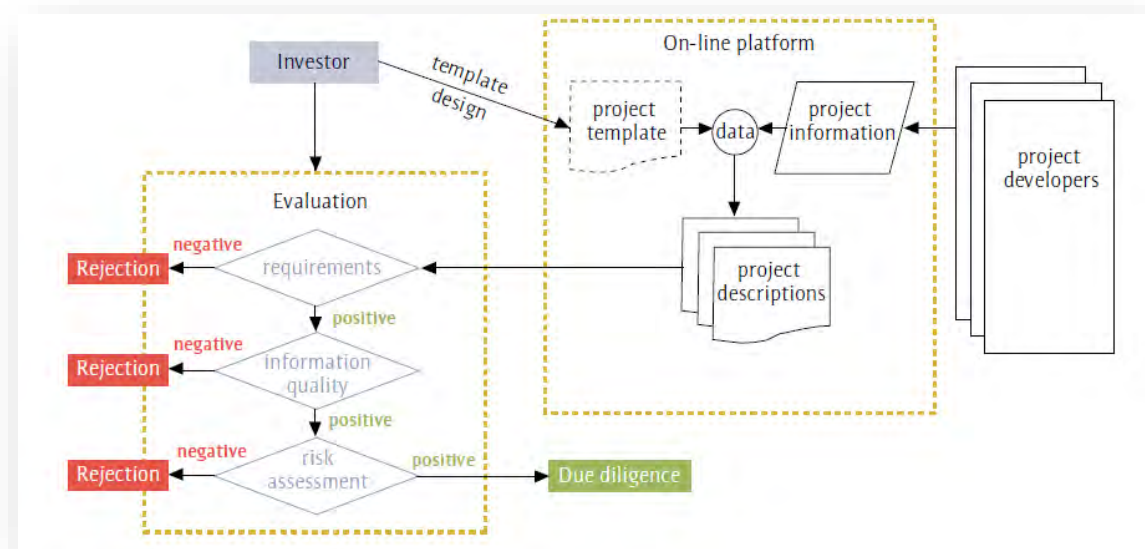 On-line platform
Investor
template
design
project
template
data
project
information
project
developers
Evaluation
negative
Rejection
requirements
project
descriptions
positive
negative
Rejection
information
quality
positive
negative
Rejection
risk
assessment
positive
Due diligence